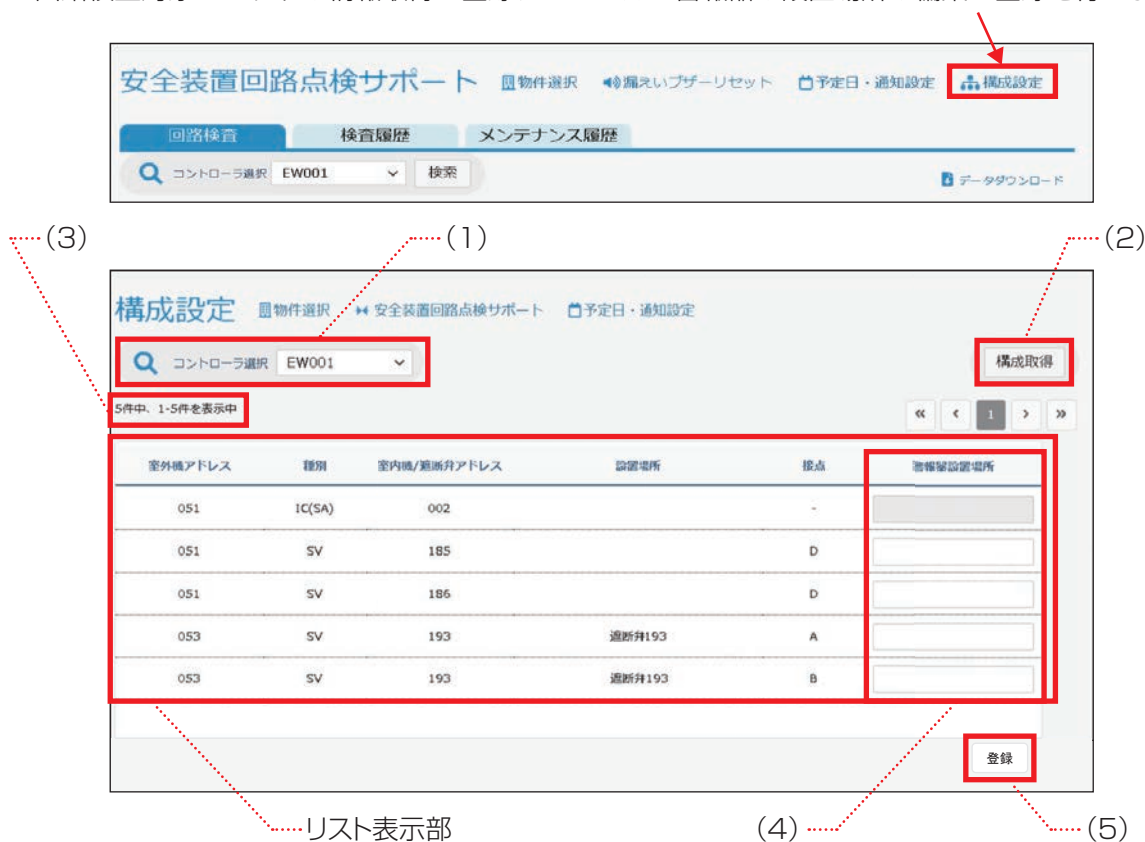 安全装置回路点検サポート 物件選択 漏えいブザーリセット 予定日・通知設定 構成設定
回路検査 検査履歴 メンテナンス履歴
コントローラ選択 EW001 検索 データダウンロード
(3) (1) (2)
構成設定 物件選択 安全装置回路点検サポート 予定日・通知設定
コントローラ選択 EW001 構成取得
5件中、1-5件を表示中 « ‹ 1 › »
室外機アドレス 種別 室内機/遮断弁アドレス 設置場所 接点 警報器設置場所
051 IC(SA) 002 -
051 SV 185 D
051 SV 186 D
053 SV 193 遮断弁193 A
053 SV 193 遮断弁193 B
登録
リスト表示部 (4) (5)